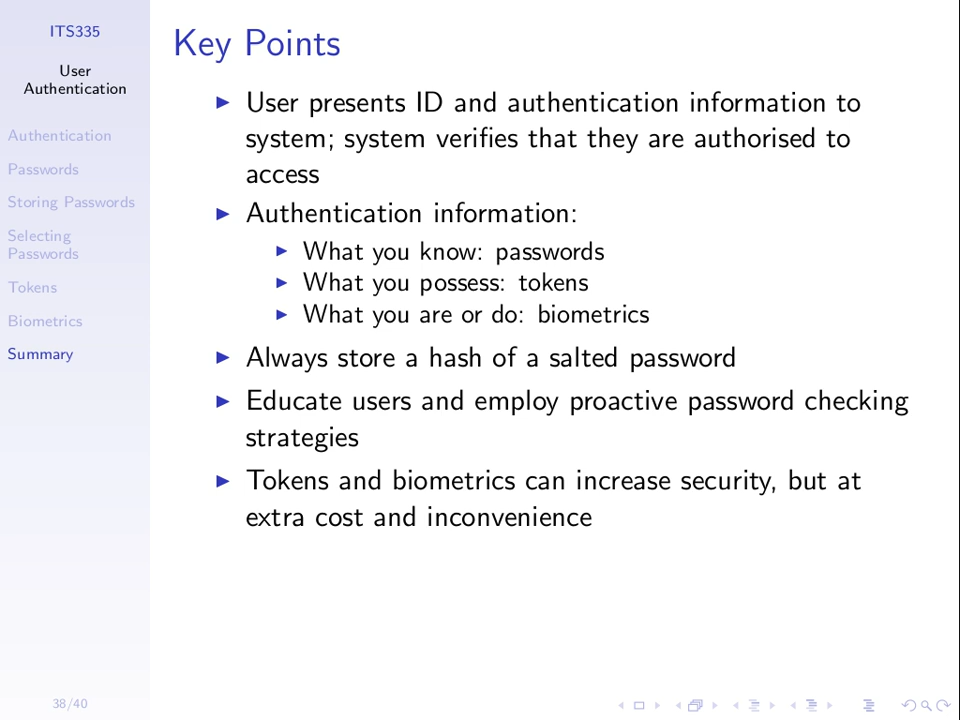 ITS335
User
Authentication
Authentication
Passwords
Storing Passwords
Selecting
Passwords
Tokens
Biometrics
Summary
38/40
Key Points
User presents ID and authentication information to
system; system verifies that they are authorised to
access
Authentication information:
What you know: passwords
What you possess: tokens
What you are or do: biometrics
Always store a hash of a salted password
Educate users and employ proactive password checking
strategies
Tokens and biometrics can increase security, but at
extra cost and inconvenience